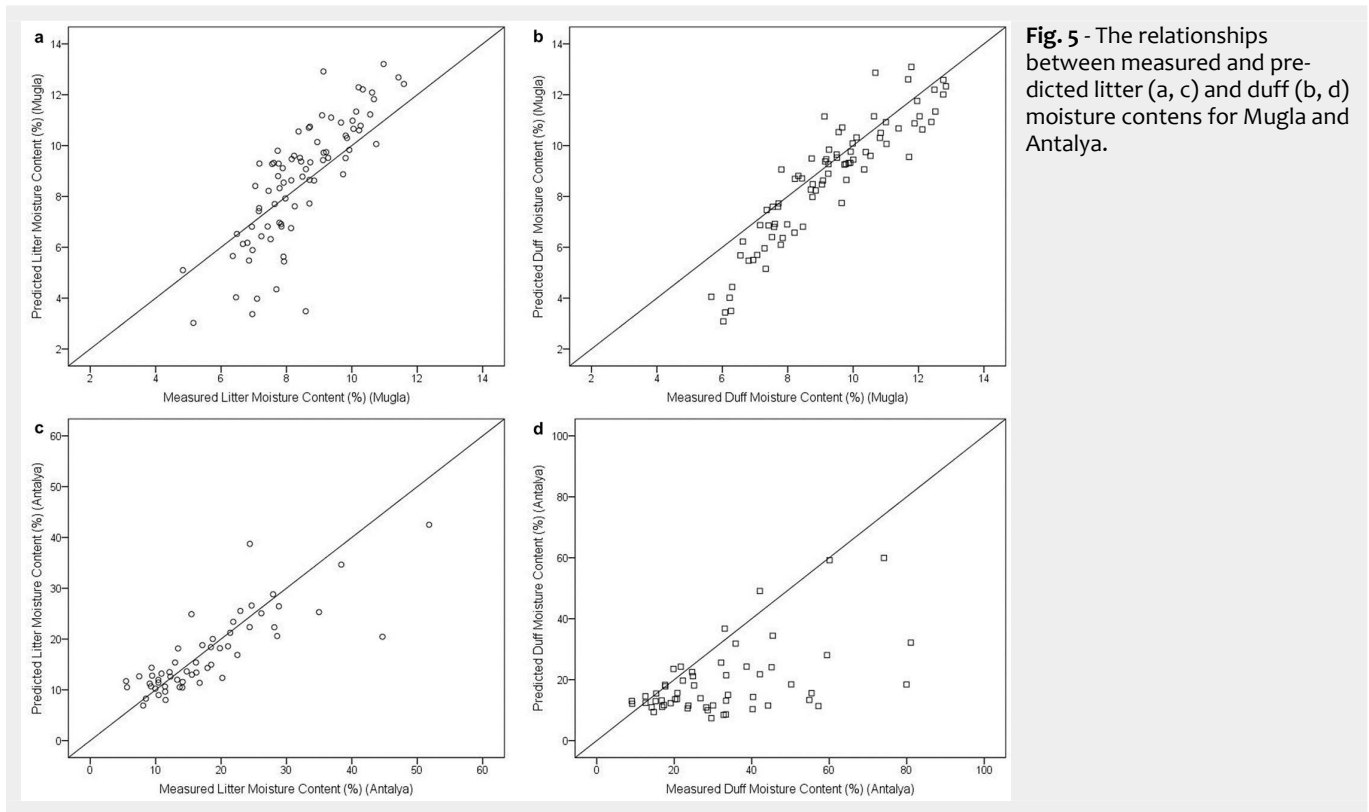 a
14
12
10
8
6
4
2
Predicted Litter Moisture Content (%) (Mugla)
2 4 6 8 10 12 14
Measured Litter Moisture Content (%) (Mugla)
b
14
12
10
8
6
4
2
Predicted Duff Moisture Content (%) (Mugla)
2 4 6 8 10 12 14
Measured Duff Moisture Content (%) (Mugla)
c
60
50
40
30
20
10
0
Predicted Litter Moisture Content (%) (Antalya)
0 10 20 30 40 50 60
Measured Litter Moisture Content (%) (Antalya)
d
100
80
60
40
20
0
Predicted Duff Moisture Content (%) (Antalya)
0 20 40 60 80 100
Measured Duff Moisture Content (%) (Antalya)
Fig. 5 - The relationships
between measured and pre-
dicted litter (a, c) and duff (b, d)
moisture contens for Mugla and
Antalya.